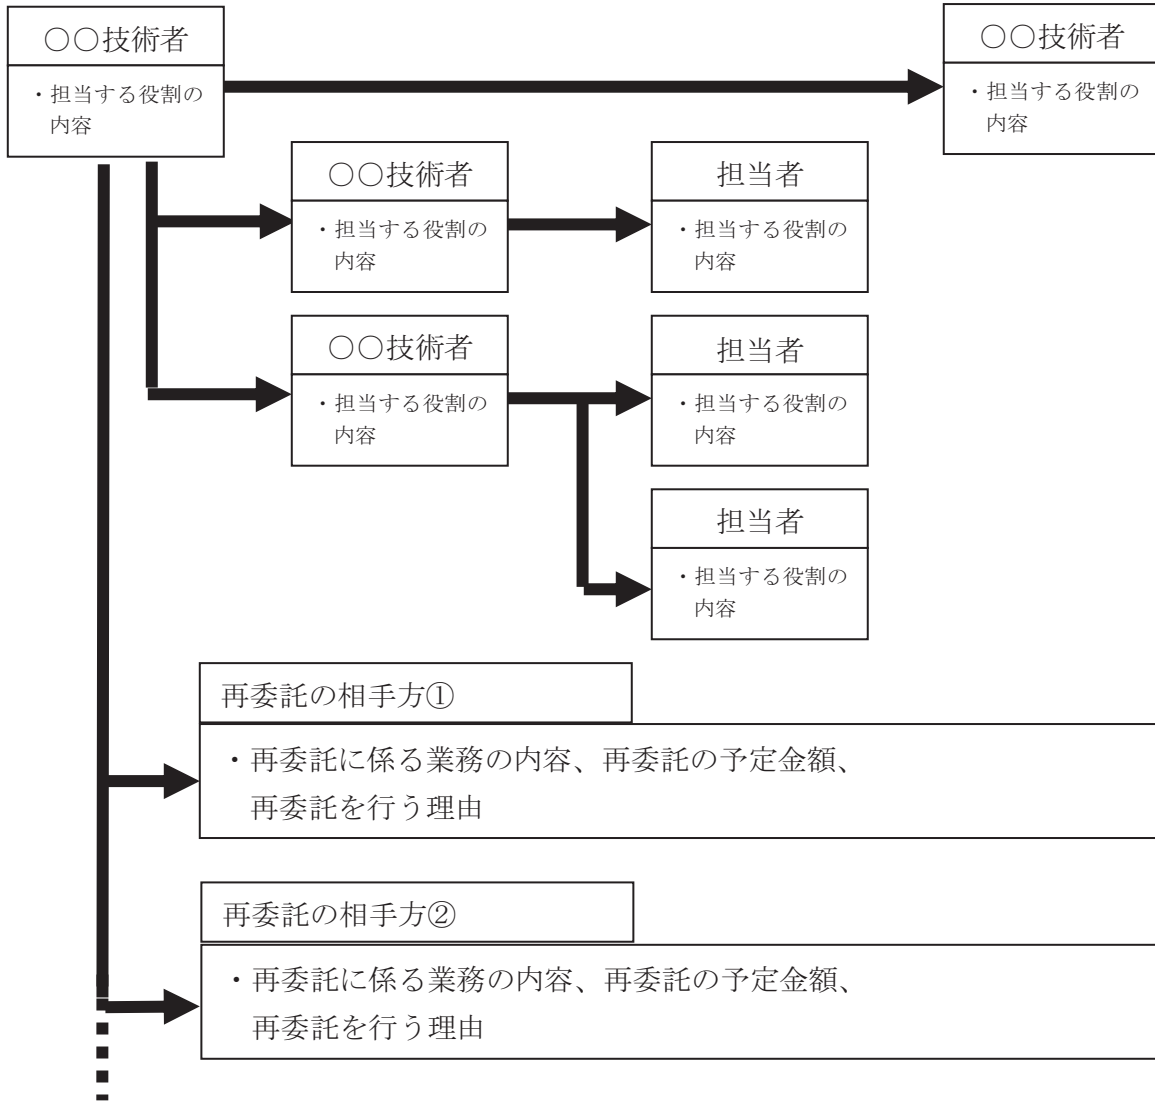 ○○技術者
・担当する役割の
内容
○○技術者
・担当する役割の
内容
○○技術者
・担当する役割の
内容
担当者
・担当する役割の
内容
○○技術者
・担当する役割の
内容
担当者
・担当する役割の
内容
担当者
・担当する役割の
内容
再委託の相手方①
・再委託に係る業務の内容、再委託の予定金額、
再委託を行う理由
再委託の相手方②
・再委託に係る業務の内容、再委託の予定金額、
再委託を行う理由